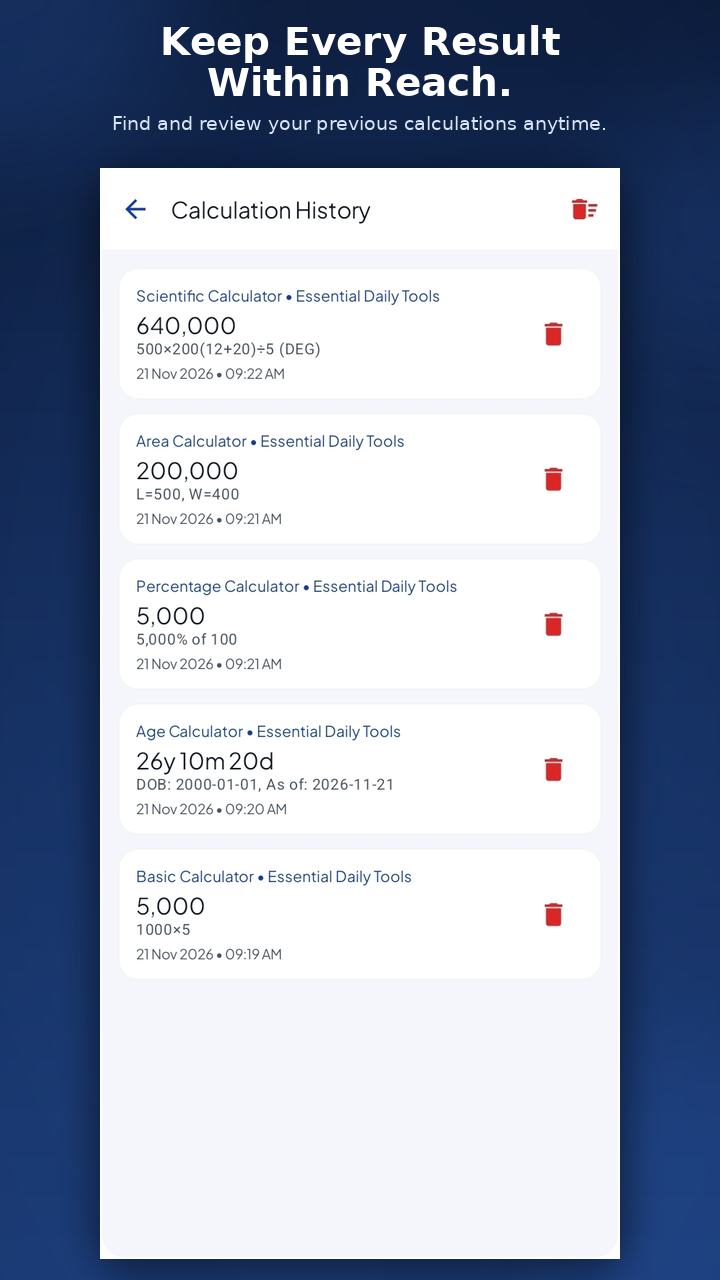 Keep Every Result
Within Reach.
Find and review your previous calculations anytime.
Calculation History
Scientific Calculator • Essential Daily Tools
640,000
500×200(12+20)÷5 (DEG)
21 Nov 2026 • 09:22 AM
Area Calculator • Essential Daily Tools
200,000
L=500, W=400
21 Nov 2026 • 09:21 AM
Percentage Calculator • Essential Daily Tools
5,000
5,000% of 100
21 Nov 2026 • 09:21 AM
Age Calculator • Essential Daily Tools
26y 10m 20d
DOB: 2000-01-01, As of: 2026-11-21
21 Nov 2026 • 09:20 AM
Basic Calculator • Essential Daily Tools
5,000
1000×5
21 Nov 2026 • 09:19 AM